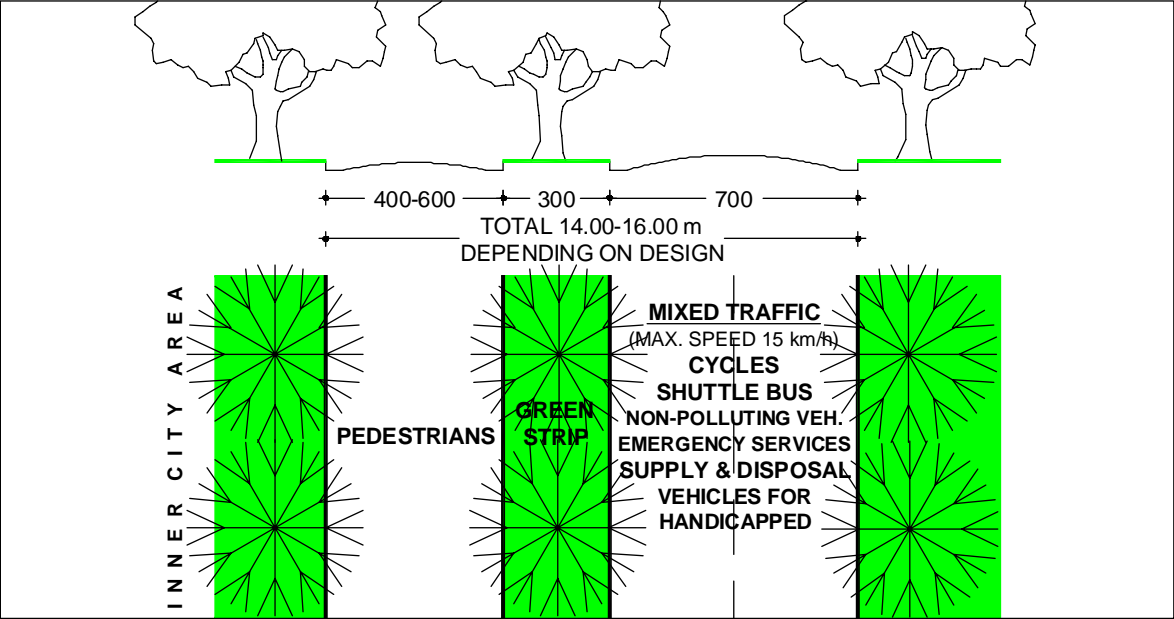 400-600 300 700
TOTAL 14.00-16.00 m
DEPENDING ON DESIGN
INNER CITY AREA
PEDESTRIANS
GREEN
STRIP
MIXED TRAFFIC
(MAX. SPEED 15 km/h)
CYCLES
SHUTTLE BUS
NON-POLLUTING VEH.
EMERGENCY SERVICES
SUPPLY & DISPOSAL
VEHICLES FOR
HANDICAPPED